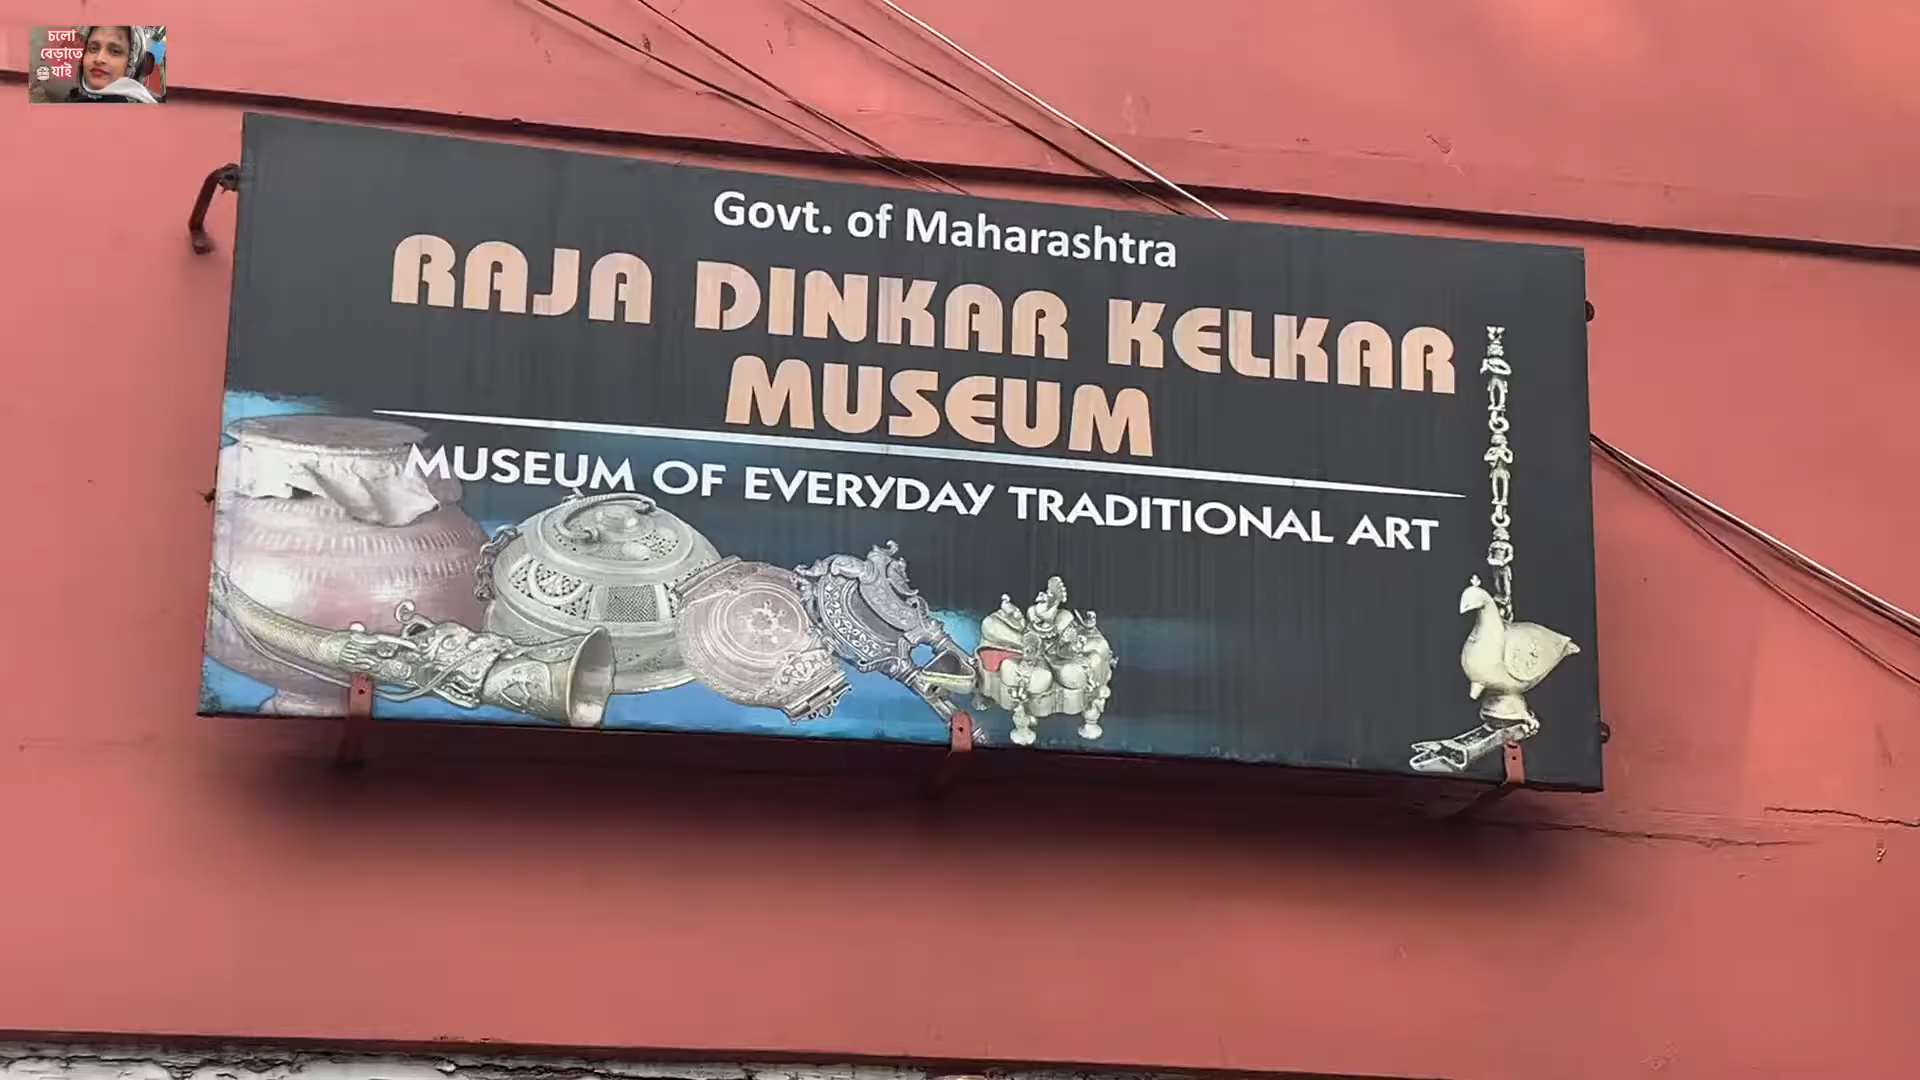 চলো
বেড়াতে
যাই
Govt. of Maharashtra
RAJA DINKAR KELKAR
MUSEUM
MUSEUM OF EVERYDAY TRADITIONAL ART